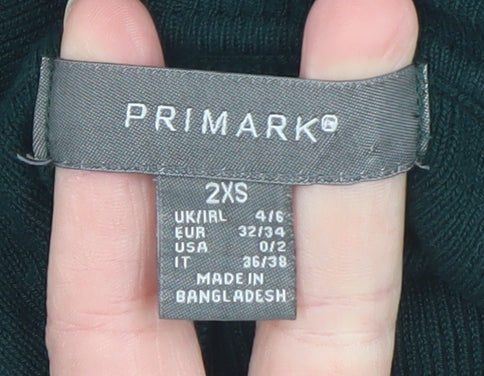 PRIMARK
2XS
UK/IRL 4/6
EUR 32/34
USA 0/2
IT 36/38
MADE IN
BANGLADESH